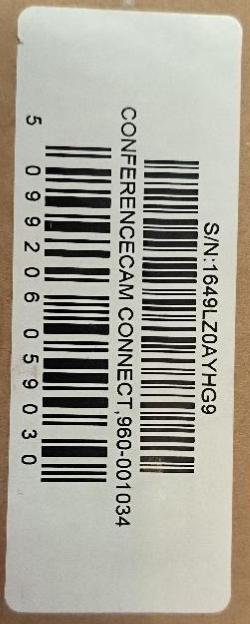 S/N:1649LZ0AYHG9
CONFERENCECAM CONNECT,960-001034
5 099206 059030